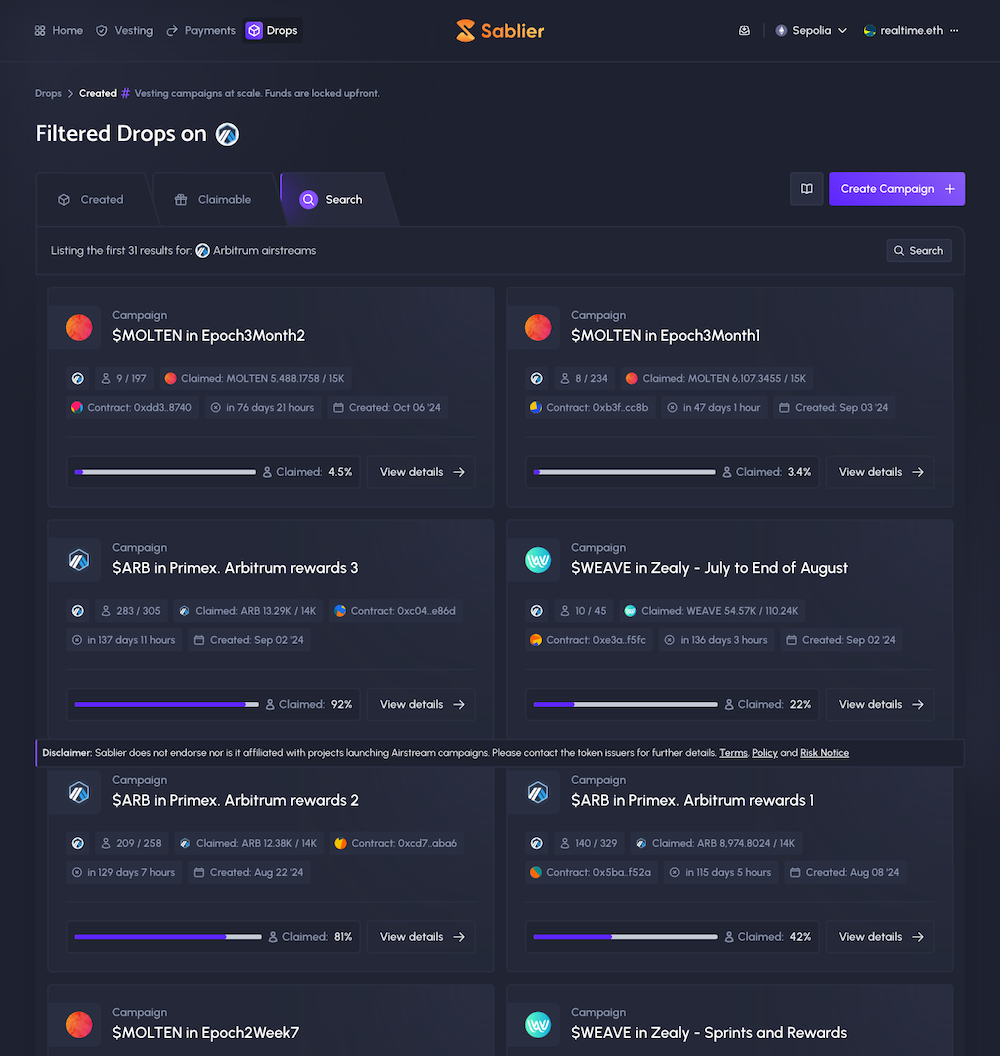 Home Vesting Payments Drops Sablier Sepolia realtime.eth ...
Drops > Created # Vesting campaigns at scale. Funds are locked upfront.
Filtered Drops on
Created Claimable Search Create Campaign +
Listing the first 31 results for: Arbitrum airstreams Search
Campaign
$MOLTEN in Epoch3Month2
9 / 197 Claimed: MOLTEN 5,488.1758 / 15K
Contract: 0xdd3..8740 in 76 days 21 hours Created: Oct 06 '24
Claimed: 4.5% View details →
Campaign
$MOLTEN in Epoch3Month1
8 / 234 Claimed: MOLTEN 6,107.3455 / 15K
Contract: 0xb3f..cc8b in 47 days 1 hour Created: Sep 03 '24
Claimed: 3.4% View details →
Campaign
$ARB in Primex. Arbitrum rewards 3
283 / 305 Claimed: ARB 13.29K / 14K Contract: 0xc04..e86d
in 137 days 11 hours Created: Sep 02 '24
Claimed: 92% View details →
Campaign
$WEAVE in Zealy - July to End of August
10 / 45 Claimed: WEAVE 54.57K / 110.24K
Contract: 0xe3a..f5fc in 136 days 3 hours Created: Sep 02 '24
Claimed: 22% View details →
Disclaimer: Sablier does not endorse nor is it affiliated with projects launching Airstream campaigns. Please contact the token issuers for further details. Terms, Policy and Risk Notice
Campaign
$ARB in Primex. Arbitrum rewards 2
209 / 258 Claimed: ARB 12.38K / 14K Contract: 0xcd7..aba6
in 129 days 7 hours Created: Aug 22 '24
Claimed: 81% View details →
Campaign
$ARB in Primex. Arbitrum rewards 1
140 / 329 Claimed: ARB 8,974.8024 / 14K
Contract: 0x5ba..f52a in 115 days 5 hours Created: Aug 08 '24
Claimed: 42% View details →
Campaign
$MOLTEN in Epoch2Week7
Campaign
$WEAVE in Zealy - Sprints and Rewards